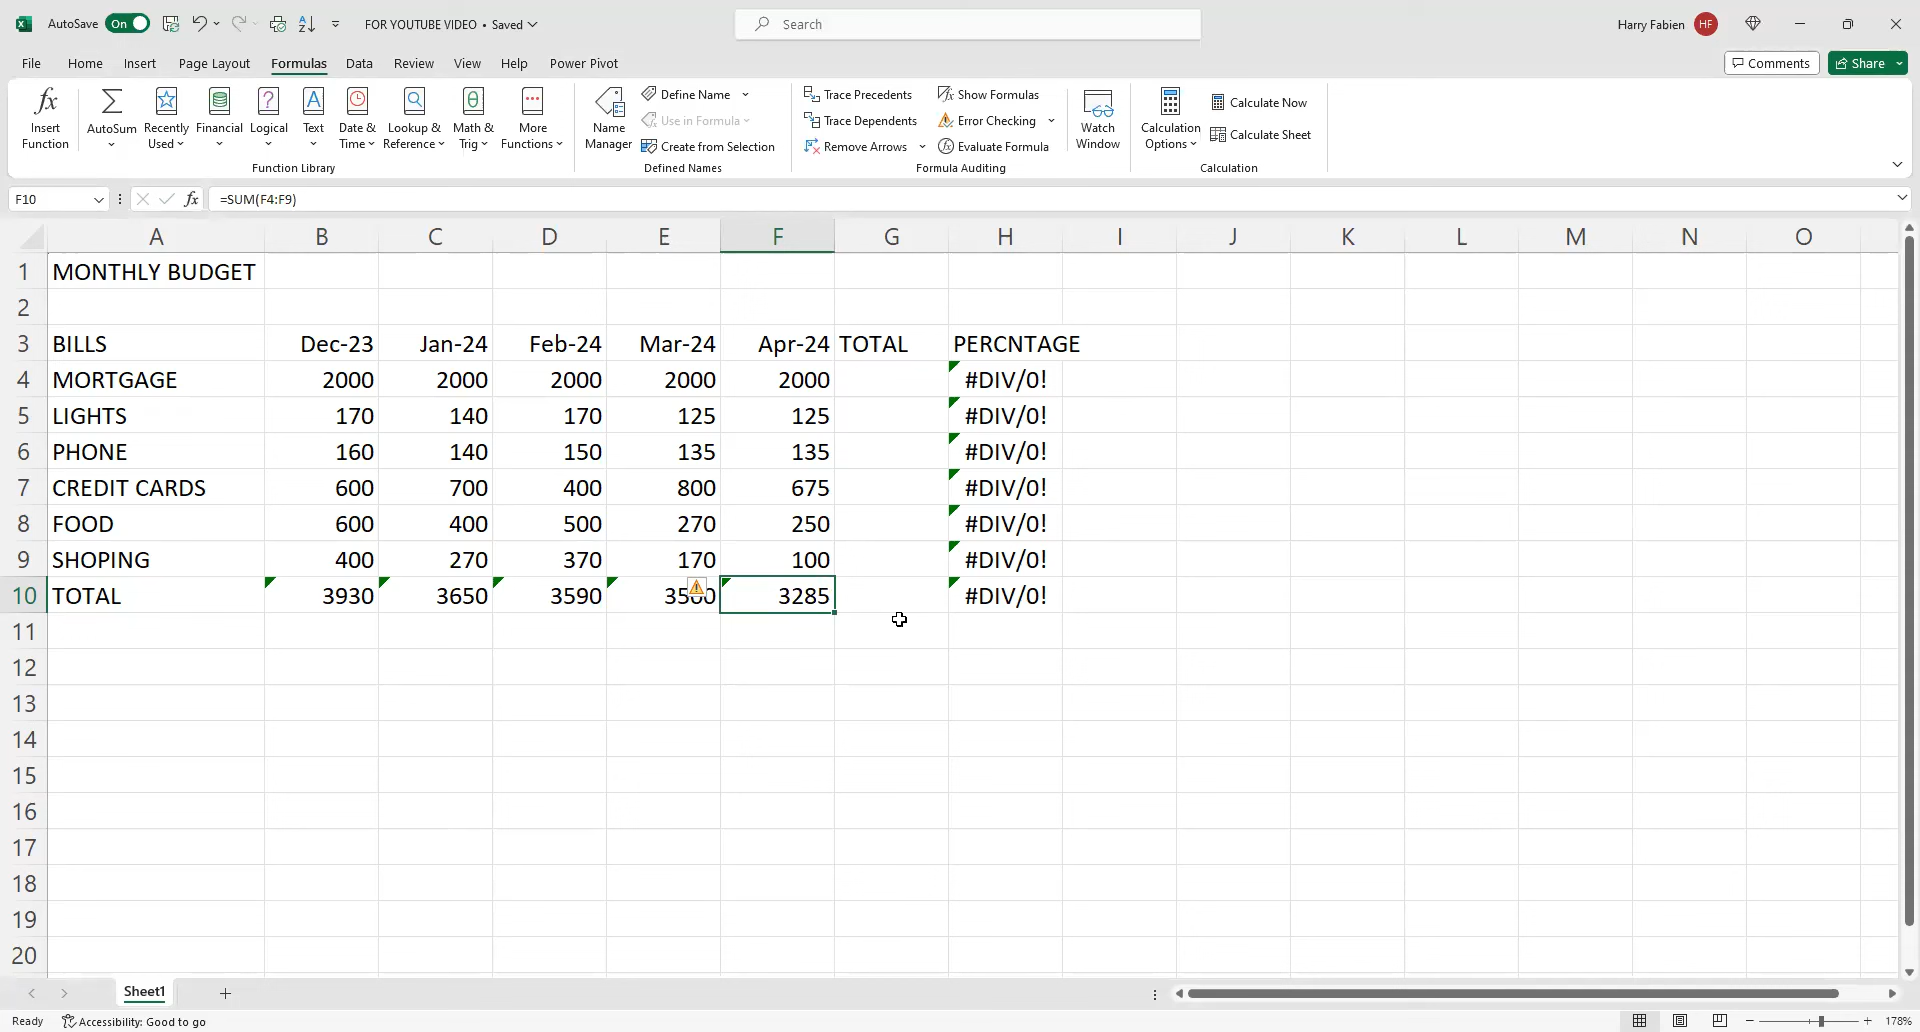 AutoSave On FOR YOUTUBE VIDEO • Saved Search Harry Fabien HF
File Home Insert Page Layout Formulas Data Review View Help Power Pivot Comments Share
Insert Function
AutoSum
Recently Used
Financial
Logical
Text
Date & Time
Lookup & Reference
Math & Trig
More Functions
Function Library
Name Manager
Define Name
Use in Formula
Create from Selection
Defined Names
Trace Precedents
Trace Dependents
Remove Arrows
Show Formulas
Error Checking
Evaluate Formula
Formula Auditing
Watch Window
Calculation Options
Calculate Now
Calculate Sheet
Calculation
F10 fx =SUM(F4:F9)
A B C D E F G H I J K L M N O
1 MONTHLY BUDGET
2
3 BILLS Dec-23 Jan-24 Feb-24 Mar-24 Apr-24 TOTAL PERCNTAGE
4 MORTGAGE 2000 2000 2000 2000 2000 #DIV/0!
5 LIGHTS 170 140 170 125 125 #DIV/0!
6 PHONE 160 140 150 135 135 #DIV/0!
7 CREDIT CARDS 600 700 400 800 675 #DIV/0!
8 FOOD 600 400 500 270 250 #DIV/0!
9 SHOPING 400 270 370 170 100 #DIV/0!
10 TOTAL 3930 3650 3590 3500 3285 #DIV/0!
11
12
13
14
15
16
17
18
19
20
Sheet1
Ready Accessibility: Good to go 178%